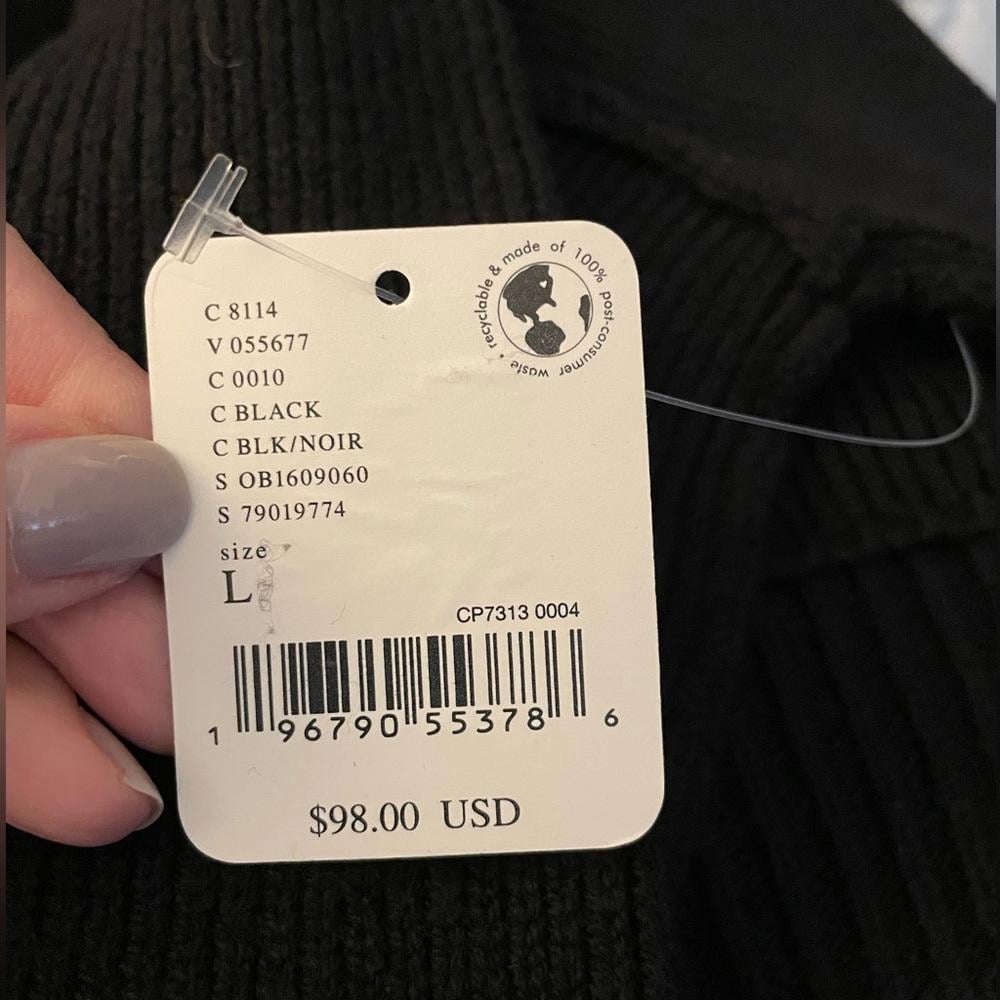 recyclable & made of 100% post-consumer waste
C 8114
V 055677
C 0010
C BLACK
C BLK/NOIR
S OB1609060
S 79019774
size
L
CP7313 0004
1 96790 55378 6
$98.00 USD